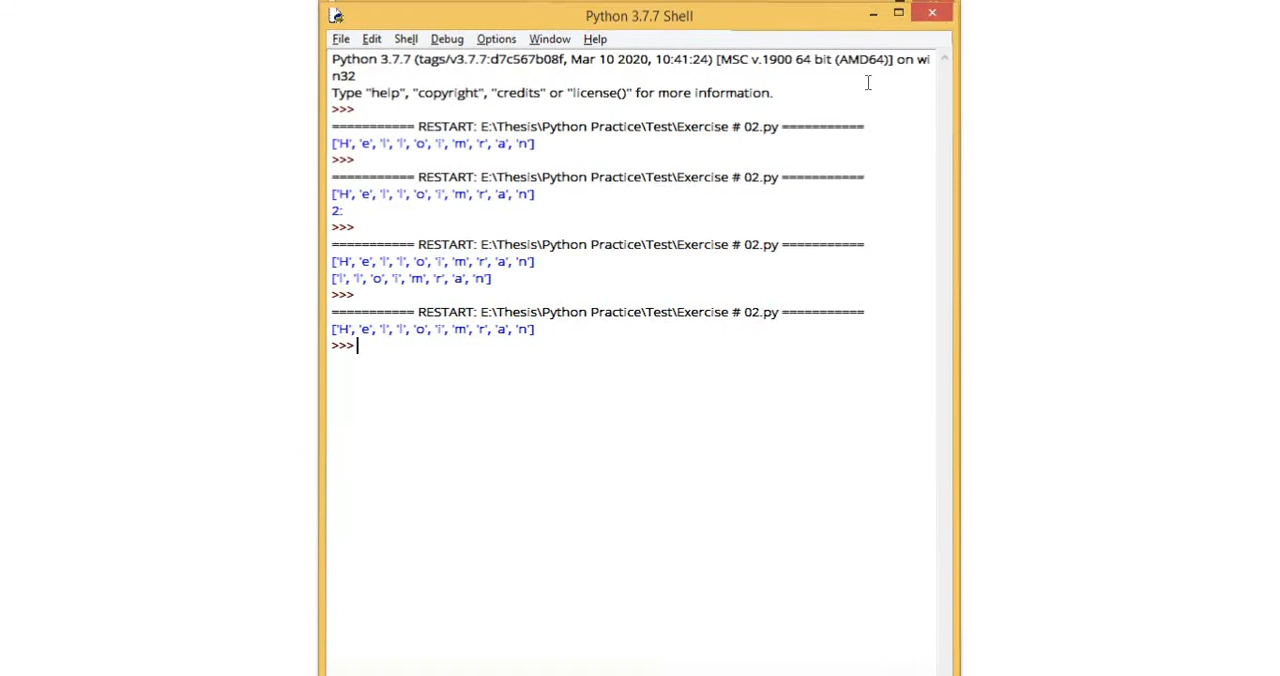 Python 3.7.7 Shell
File Edit Shell Debug Options Window Help
Python 3.7.7 (tags/v3.7.7:d7c567b08f, Mar 10 2020, 10:41:24) [MSC v.1900 64 bit (AMD64)] on wi
n32
Type "help", "copyright", "credits" or "license()" for more information.
>>>
=========== RESTART: E:\Thesis\Python Practice\Test\Exercise # 02.py ===========
['H', 'e', 'l', 'l', 'o', 'i', 'm', 'r', 'a', 'n']
>>>
=========== RESTART: E:\Thesis\Python Practice\Test\Exercise # 02.py ===========
['H', 'e', 'l', 'l', 'o', 'i', 'm', 'r', 'a', 'n']
2:
>>>
=========== RESTART: E:\Thesis\Python Practice\Test\Exercise # 02.py ===========
['H', 'e', 'l', 'l', 'o', 'i', 'm', 'r', 'a', 'n']
['l', 'l', 'o', 'i', 'm', 'r', 'a', 'n']
>>>
=========== RESTART: E:\Thesis\Python Practice\Test\Exercise # 02.py ===========
['H', 'e', 'l', 'l', 'o', 'i', 'm', 'r', 'a', 'n']
>>>